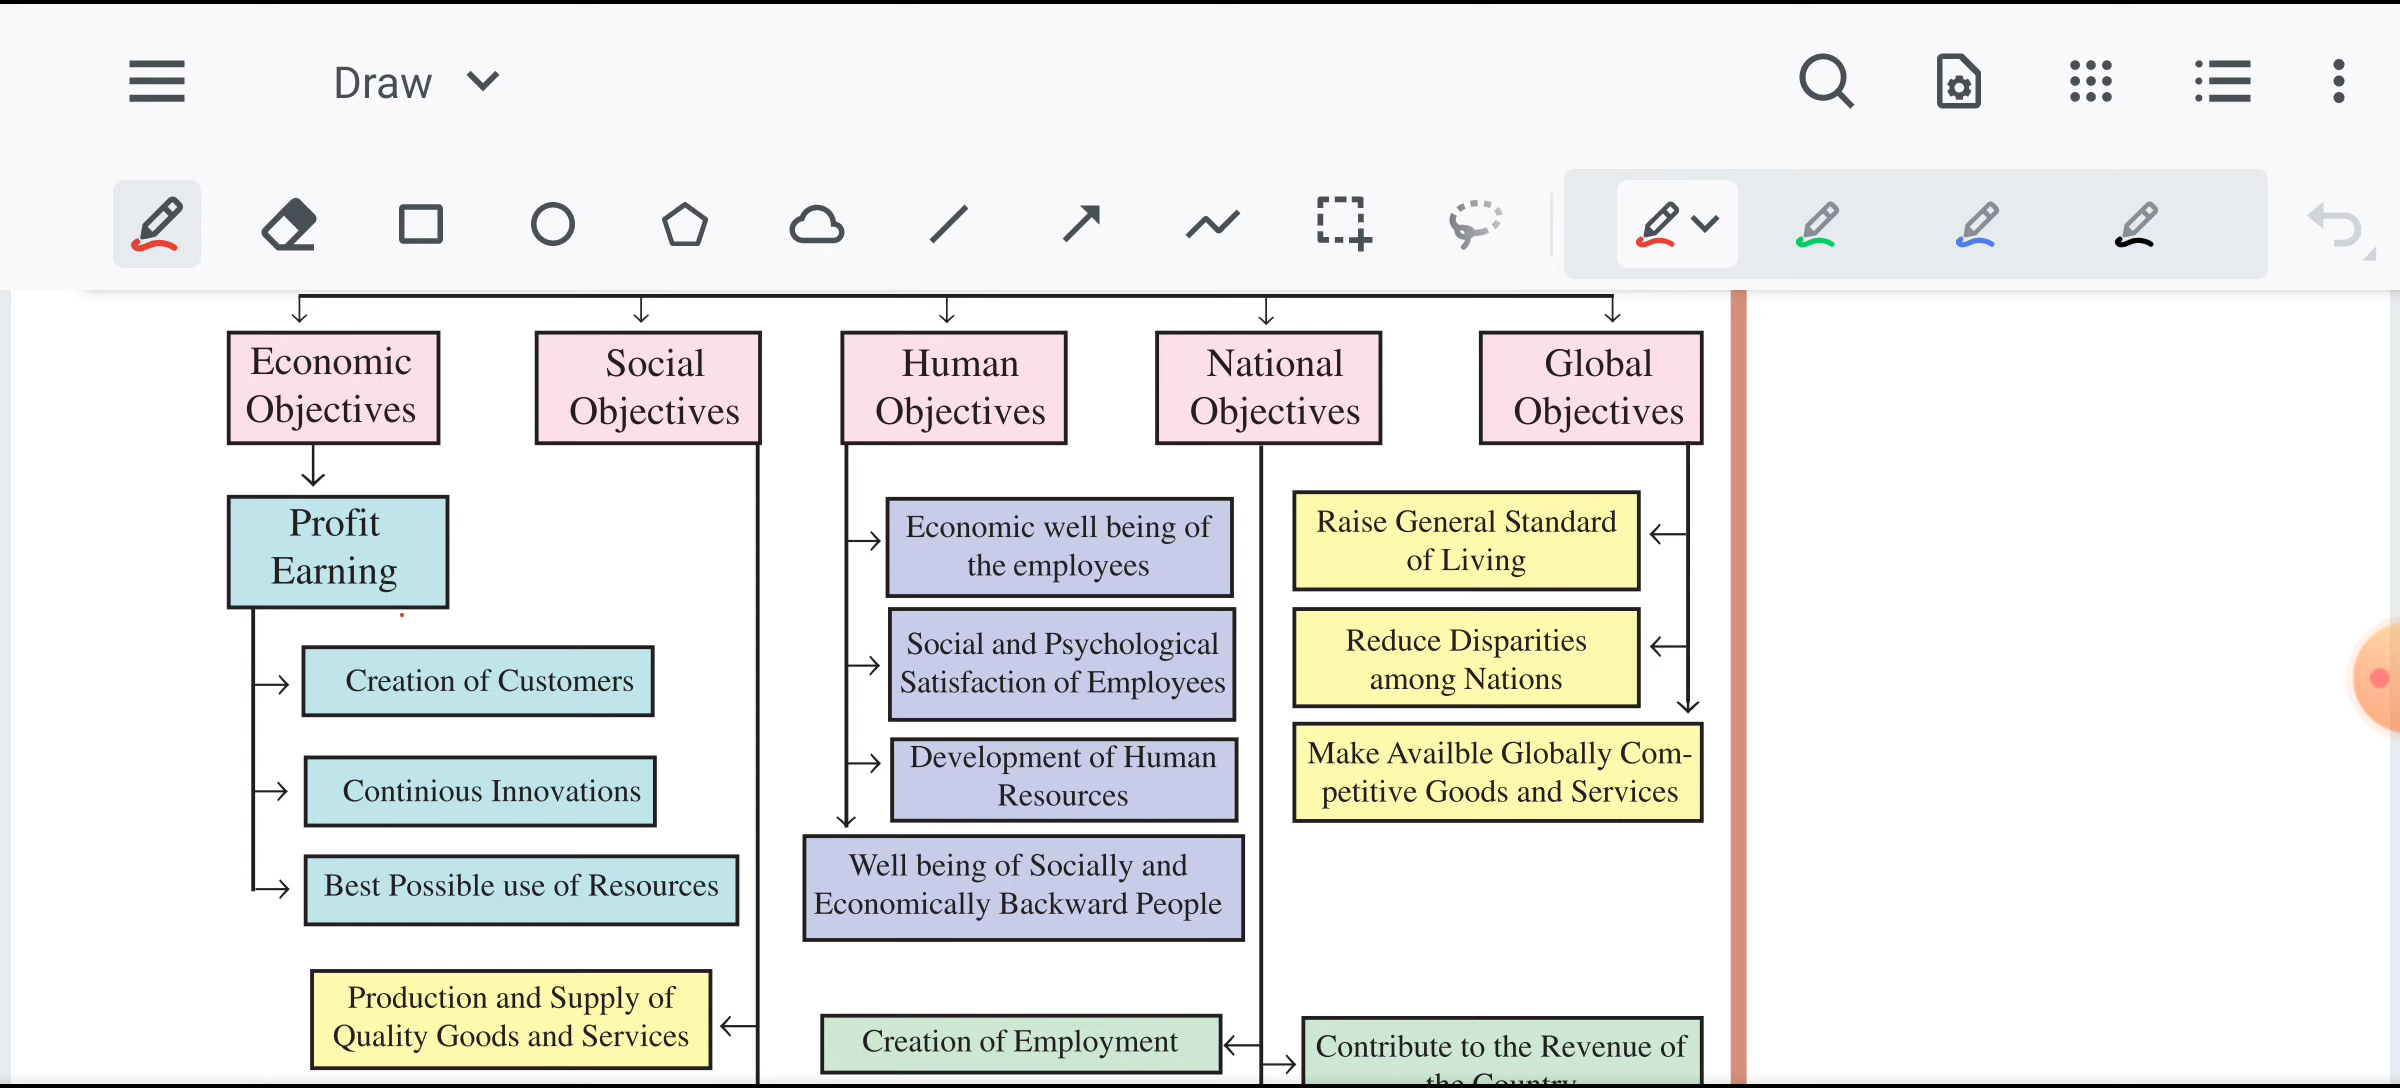 Draw
Economic
Objectives
Social
Objectives
Human
Objectives
National
Objectives
Global
Objectives
Profit
Earning
Creation of Customers
Continious Innovations
Best Possible use of Resources
Production and Supply of
Quality Goods and Services
Economic well being of
the employees
Social and Psychological
Satisfaction of Employees
Development of Human
Resources
Well being of Socially and
Economically Backward People
Creation of Employment
Contribute to the Revenue of
the Country
Raise General Standard
of Living
Reduce Disparities
among Nations
Make Availble Globally Com-
petitive Goods and Services